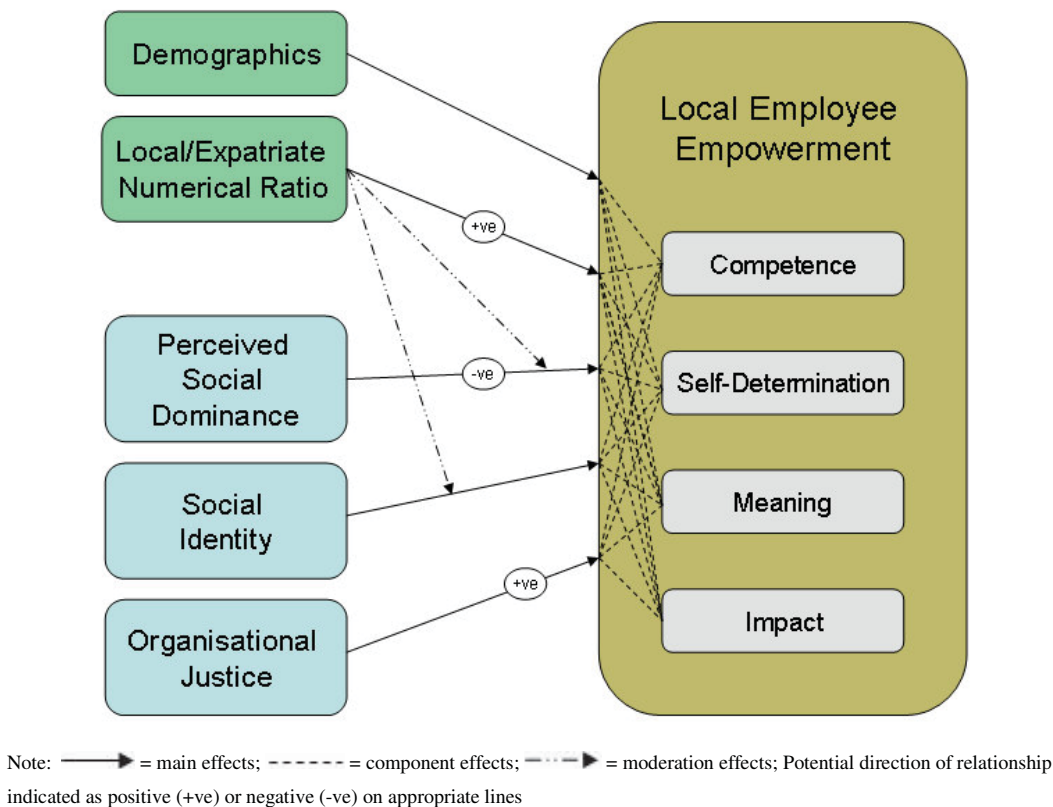 Demographics
Local/Expatriate
Numerical Ratio
Perceived
Social
Dominance
Social
Identity
Organisational
Justice
+ve
-ve
+ve
Local Employee
Empowerment
Competence
Self-Determination
Meaning
Impact
Note: = main effects; = component effects; = moderation effects; Potential direction of relationship
indicated as positive (+ve) or negative (-ve) on appropriate lines